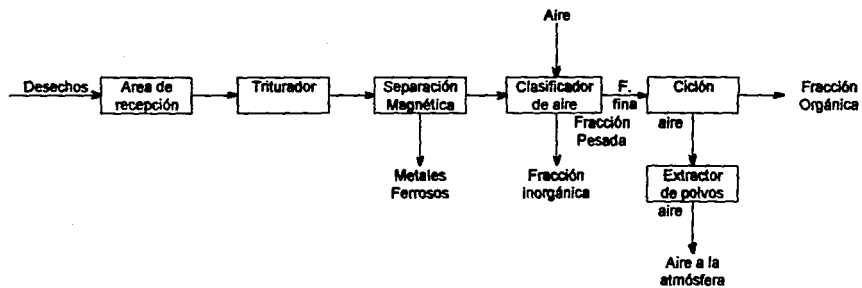 Aire
Desechos
Area de
recepción
Triturador
Separación
Magnética
Clasificador
de aire
F.
fina
Ciclón
Fracción
Orgánica
Fracción
Pesada
aire
Metales
Ferrosos
Fracción
inorgánica
Extractor
de polvos
aire
Aire a la
atmósfera